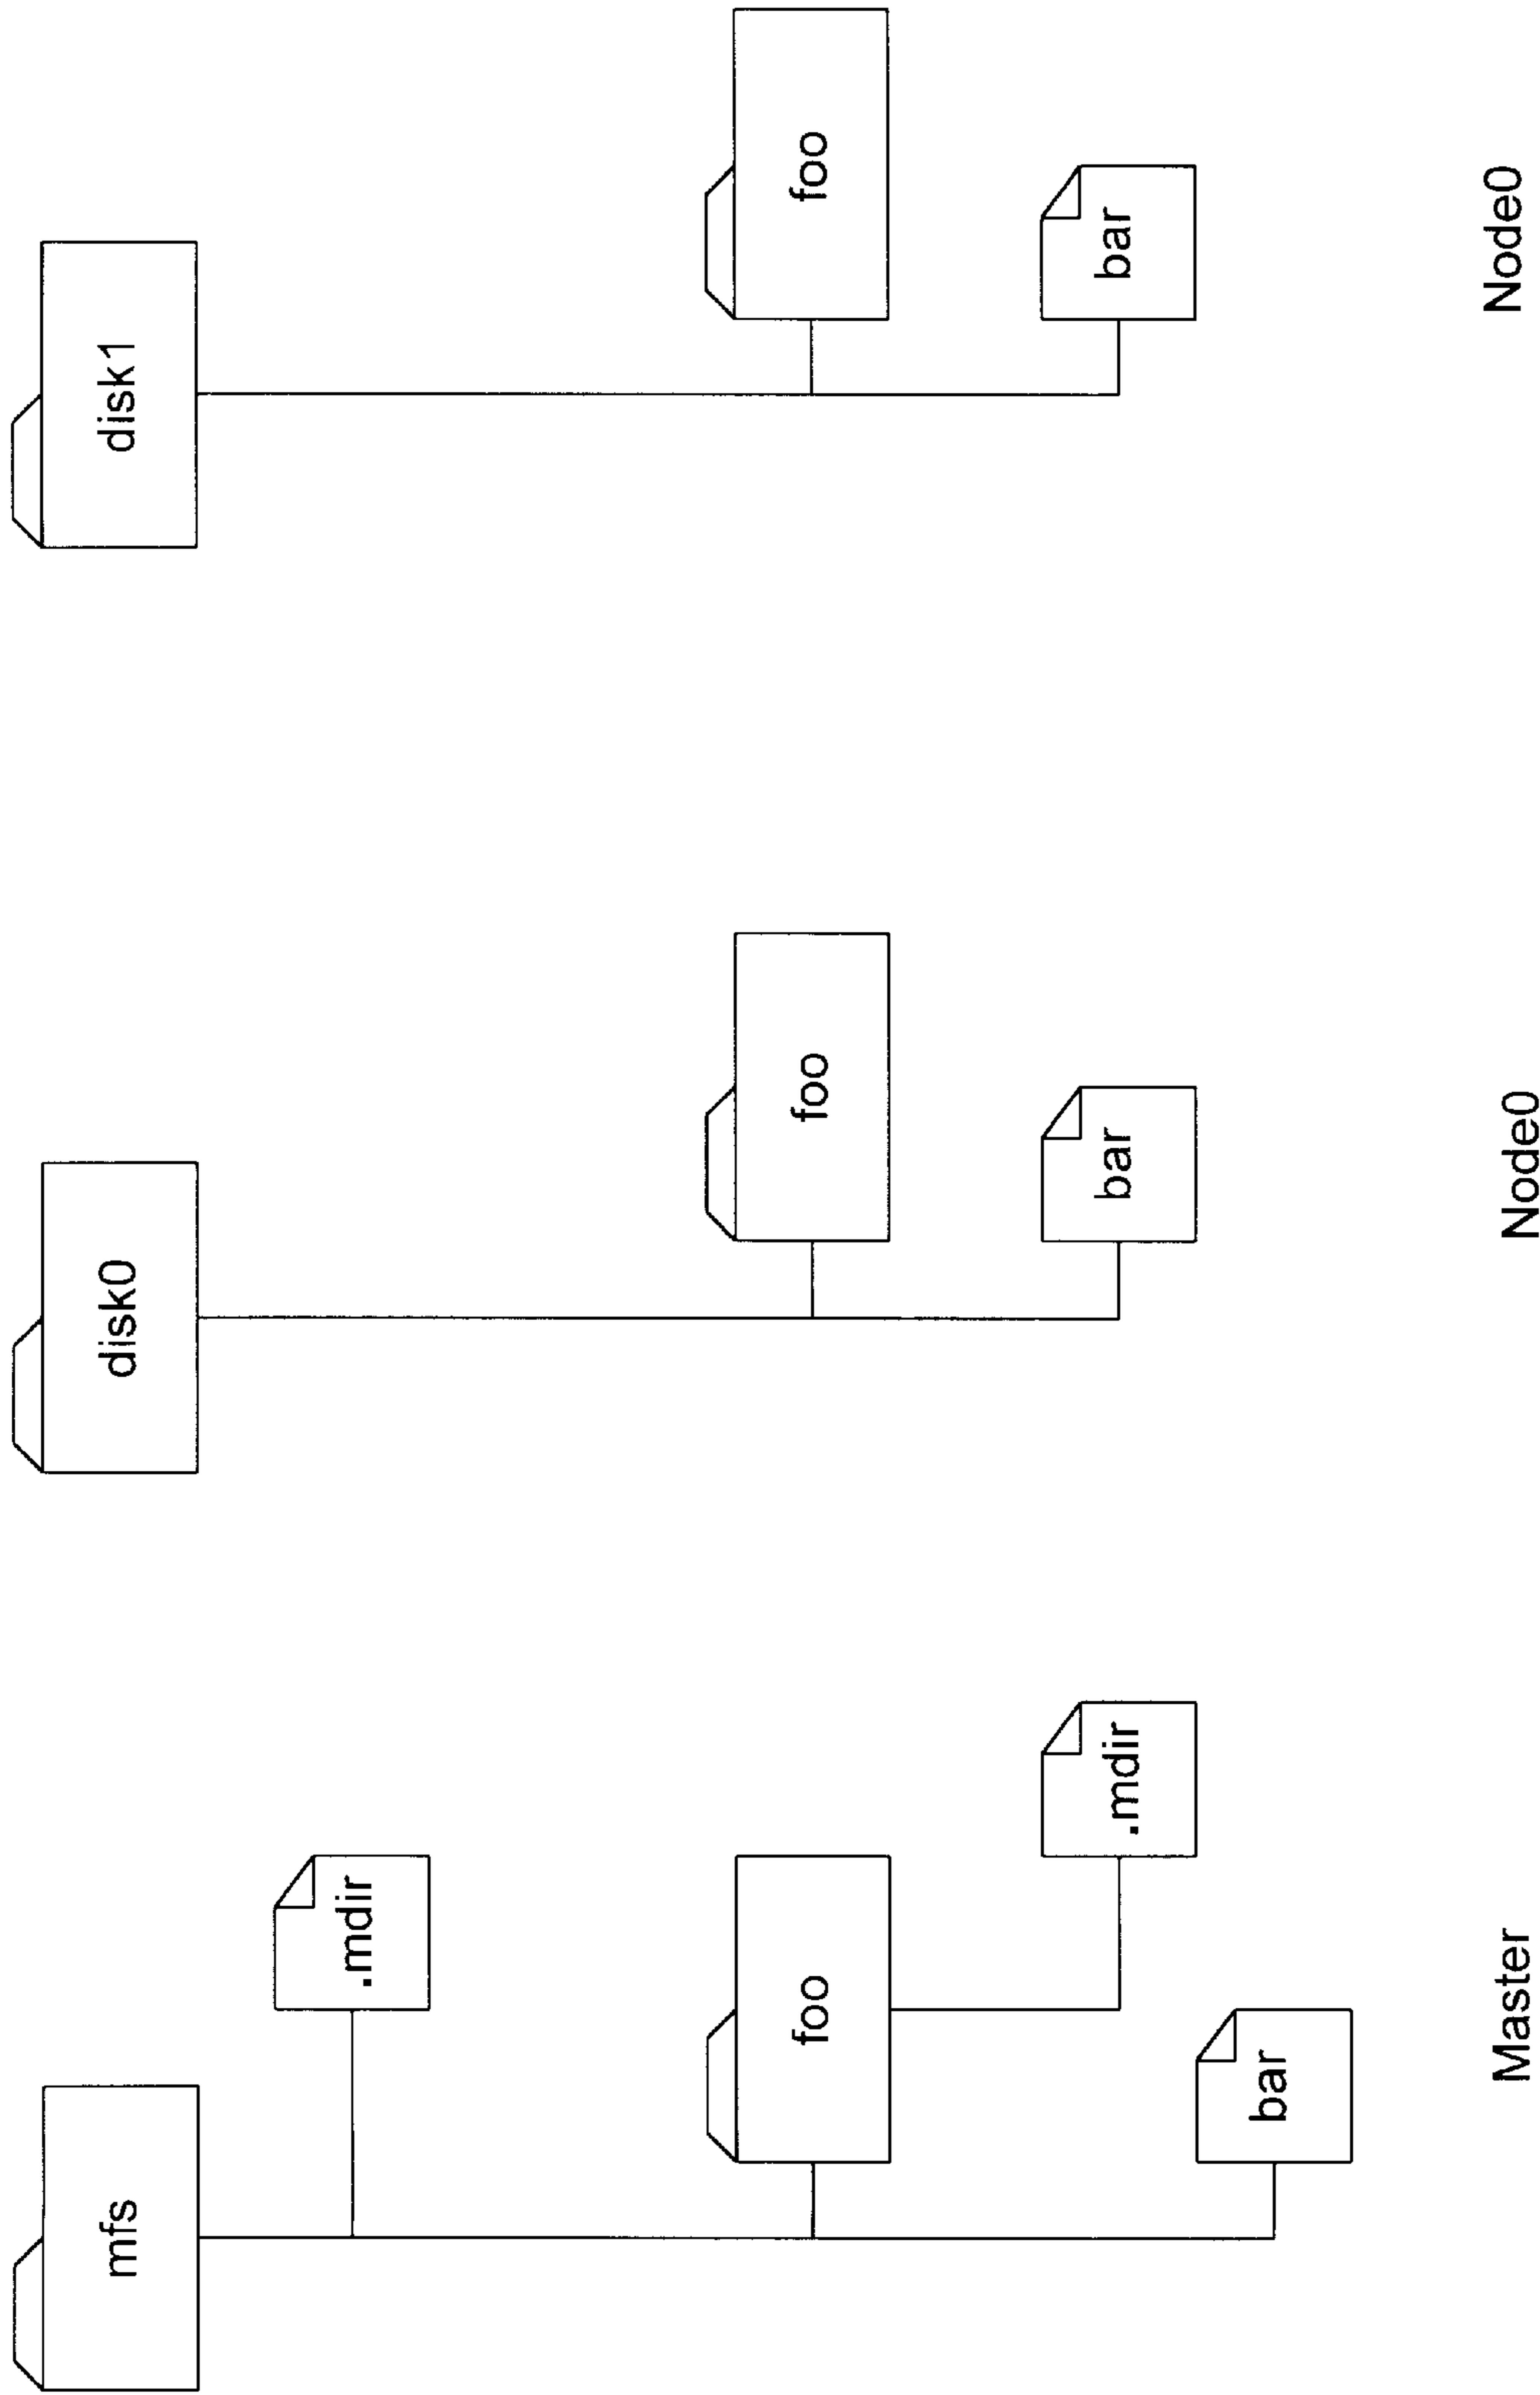 mfs
disk0
disk1
.mdir
foo
foo
foo
.mdir
bar
bar
bar
Master
Node0
Node0